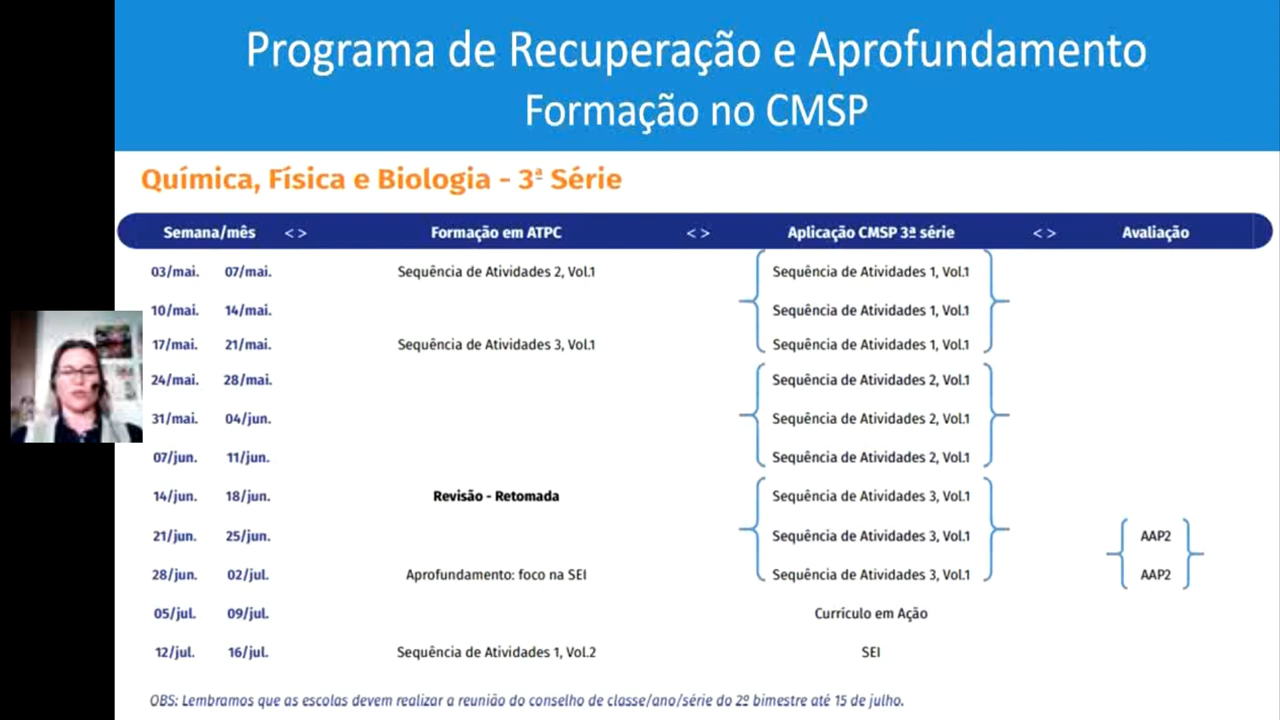 Programa de Recuperação e Aprofundamento
Formação no CMSP
Química, Física e Biologia - 3ª Série
Semana/mês <> Formação em ATPC <> Aplicação CMSP 3ª série <> Avaliação
03/mai. 07/mai. Sequência de Atividades 2, Vol.1 Sequência de Atividades 1, Vol.1
10/mai. 14/mai. Sequência de Atividades 1, Vol.1
17/mai. 21/mai. Sequência de Atividades 3, Vol.1 Sequência de Atividades 1, Vol.1
24/mai. 28/mai. Sequência de Atividades 2, Vol.1
31/mai. 04/jun. Sequência de Atividades 2, Vol.1
07/jun. 11/jun. Sequência de Atividades 2, Vol.1
14/jun. 18/jun. Revisão - Retomada Sequência de Atividades 3, Vol.1
21/jun. 25/jun. Sequência de Atividades 3, Vol.1 AAP2
28/jun. 02/jul. Aprofundamento: foco na SEI Sequência de Atividades 3, Vol.1 AAP2
05/jul. 09/jul. Currículo em Ação
12/jul. 16/jul. Sequência de Atividades 1, Vol.2 SEI
OBS: Lembramos que as escolas devem realizar a reunião do conselho de classe/ano/série do 2º bimestre até 15 de julho.